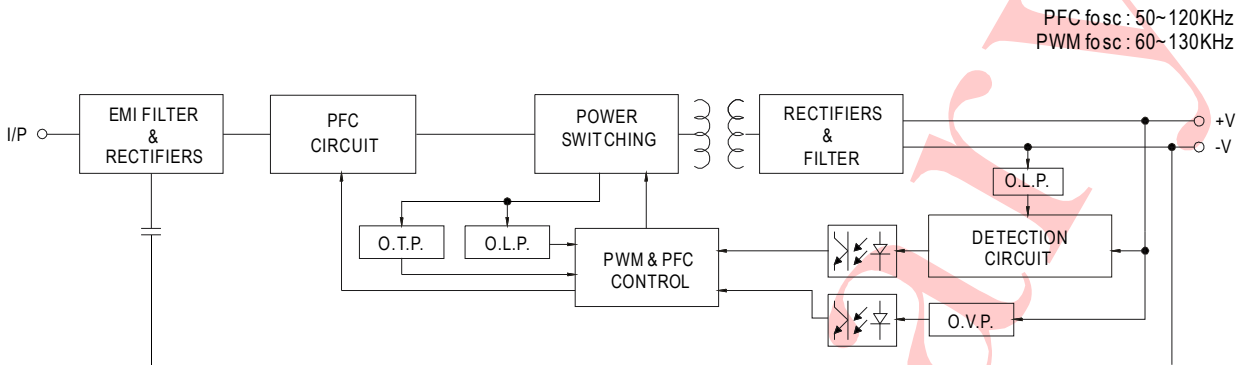 PFC fosc : 50~120KHz
PWM fosc : 60~130KHz
I/P
EMI FILTER
&
RECTIFIERS
PFC
CIRCUIT
POWER
SWITCHING
RECTIFIERS
&
FILTER
+V
-V
O.L.P.
O.T.P.
O.L.P.
PWM & PFC
CONTROL
DETECTION
CIRCUIT
O.V.P.